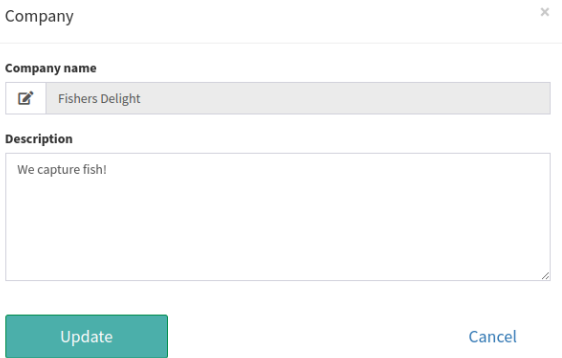 Company
×
Company name
Fishers Delight
Description
We capture fish!
Update
Cancel